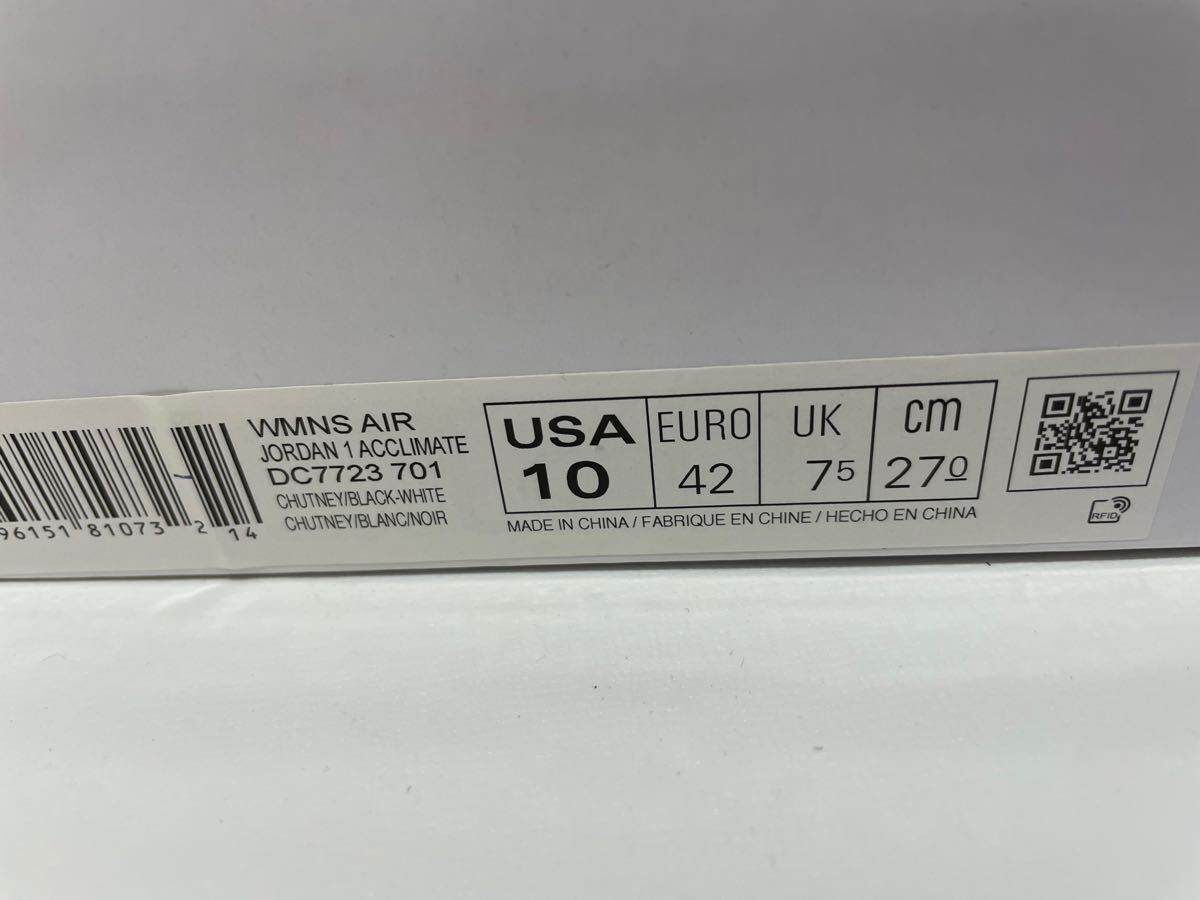 96151 81073 2 14
WMNS AIR
JORDAN 1 ACCLIMATE
DC7723 701
CHUTNEY/BLACK-WHITE
CHUTNEY/BLANC/NOIR
USA EURO UK cm
10 42 75 270
MADE IN CHINA / FABRIQUE EN CHINE / HECHO EN CHINA
RFID